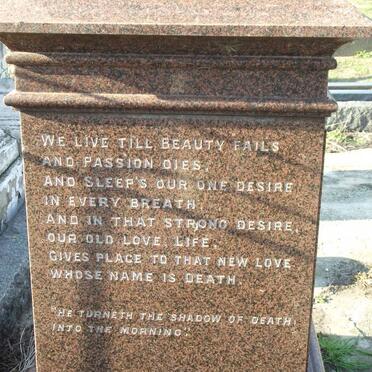 WE LIVE TILL BEAUTY FAILS
AND PASSION DIES,
AND SLEEP'S OUR ONE DESIRE
IN EVERY BREATH,
AND IN THAT STRONG DESIRE,
OUR OLD LOVE, LIFE,
GIVES PLACE TO THAT NEW LOVE
WHOSE NAME IS DEATH.
"HE TURNETH THE SHADOW OF DEATH
INTO THE MORNING".